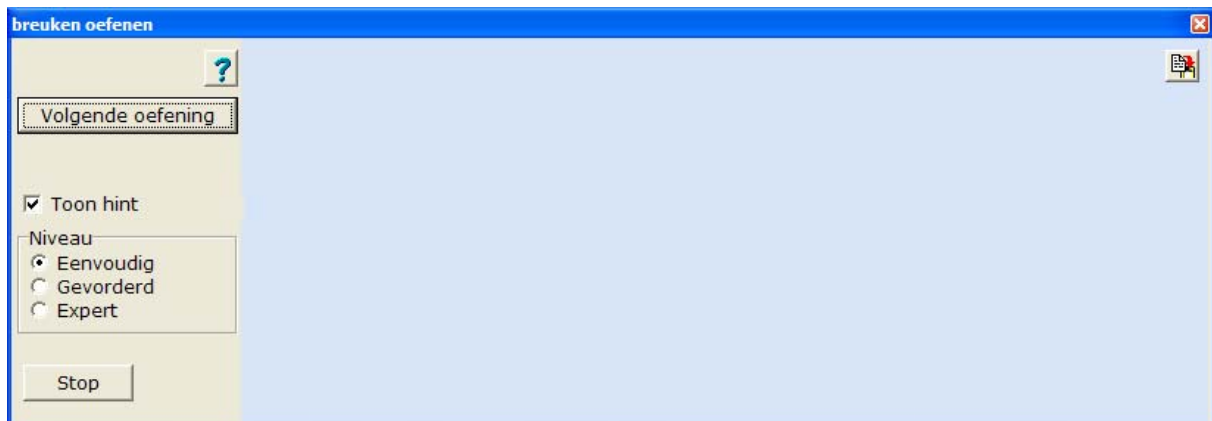 breuken oefenen
?
Volgende oefening
Toon hint
Niveau
Eenvoudig
Gevorderd
Expert
Stop